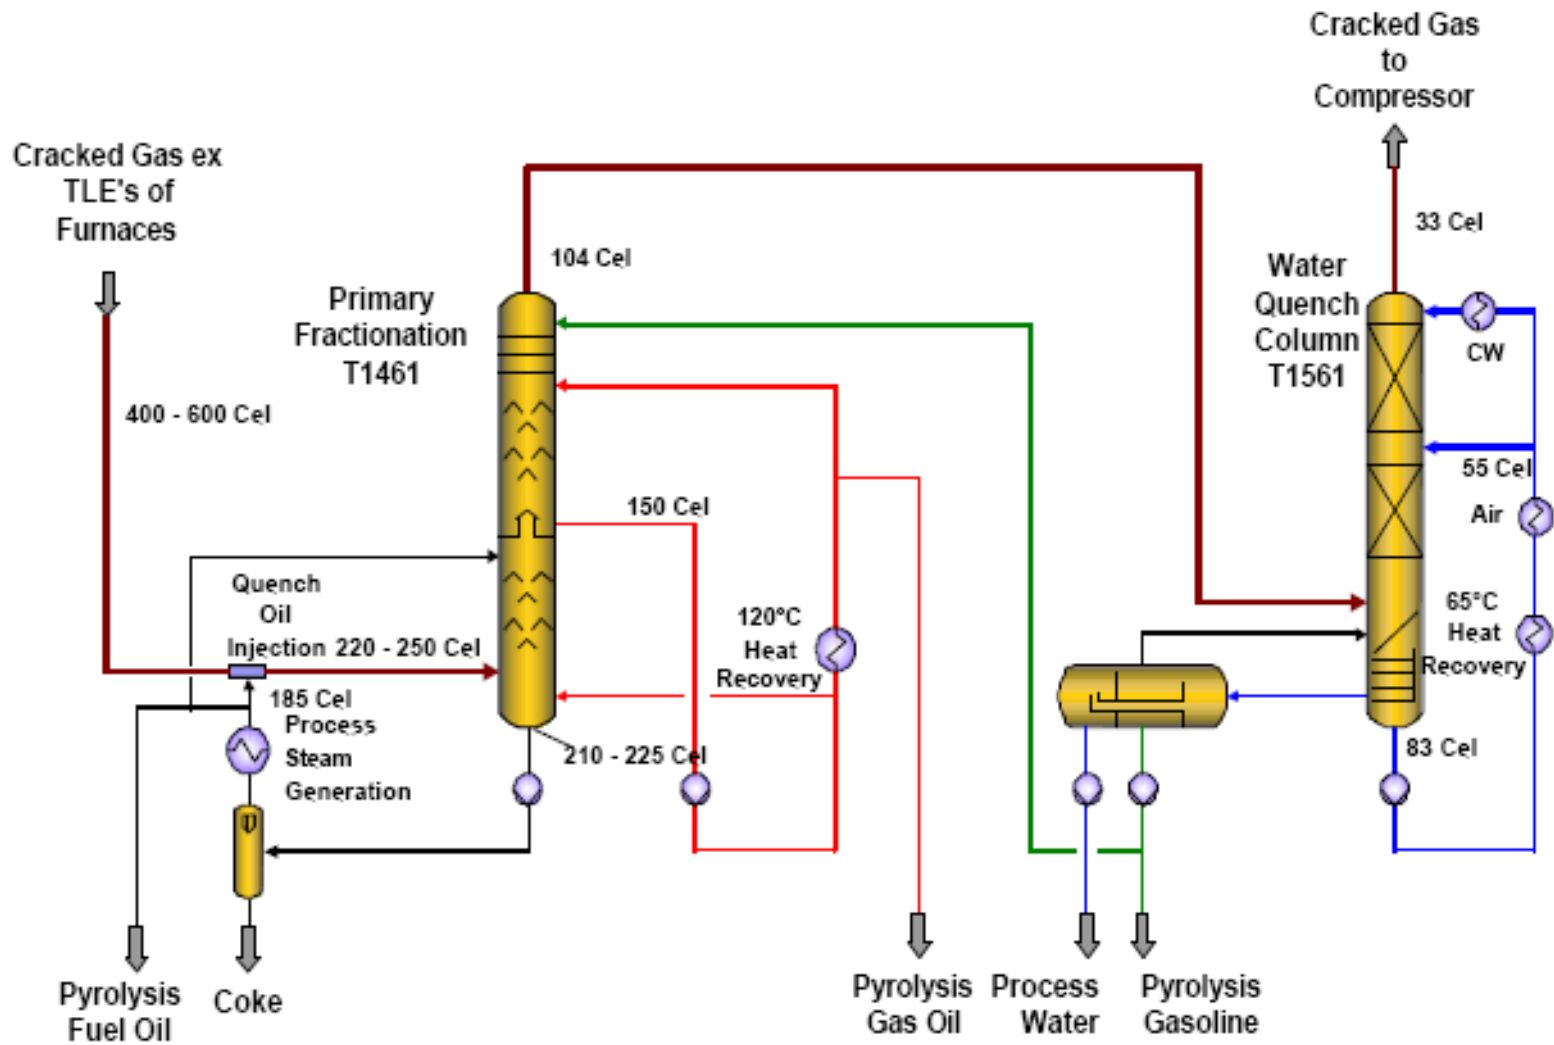 Cracked Gas
to
Compressor
Cracked Gas ex
TLE's of
Furnaces
33 Cel
104 Cel
Water
Quench
Column
T1561
Primary
Fractionation
T1461
CW
400 - 600 Cel
55 Cel
150 Cel
Air
Quench
Oil
Injection 220 - 250 Cel
120°C
Heat
Recovery
65°C
Heat
Recovery
185 Cel
Process
Steam
Generation
210 - 225 Cel
83 Cel
Pyrolysis
Fuel Oil
Coke
Pyrolysis
Gas Oil
Process
Water
Pyrolysis
Gasoline